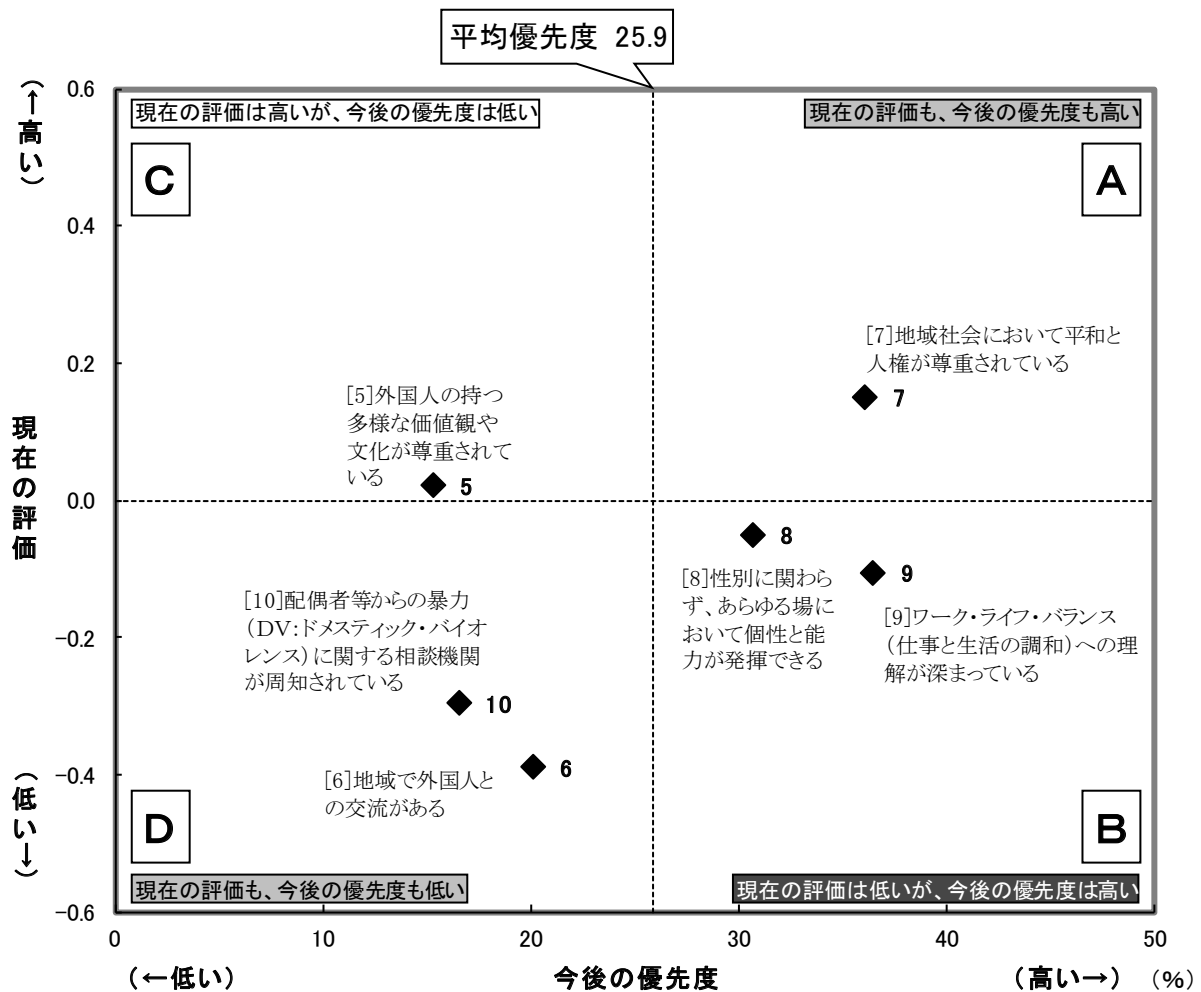 平均優先度 25.9
(←高い)
0.6
現在の評価は高いが、今後の優先度は低い
現在の評価も、今後の優先度も高い
C
A
0.4
[7]地域社会において平和と
人権が尊重されている
0.2
7
[5]外国人の持つ
多様な価値観や
文化が尊重されて
いる
5
現在の評価
0.0
8
9
[8]性別に関わら
ず、あらゆる場に
おいて個性と能
力が発揮できる
[9]ワーク・ライフ・バランス
(仕事と生活の調和)への理
解が深まっている
[10]配偶者等からの暴力
(DV:ドメスティック・バイオ
レンス)に関する相談機関
が周知されている
−0.2
10
−0.4
6
[6]地域で外国人と
の交流がある
(低い→)
D
B
現在の評価も、今後の優先度も低い
現在の評価は低いが、今後の優先度は高い
−0.6
0 10 20 30 40 50
(←低い) 今後の優先度 (高い→) (%)